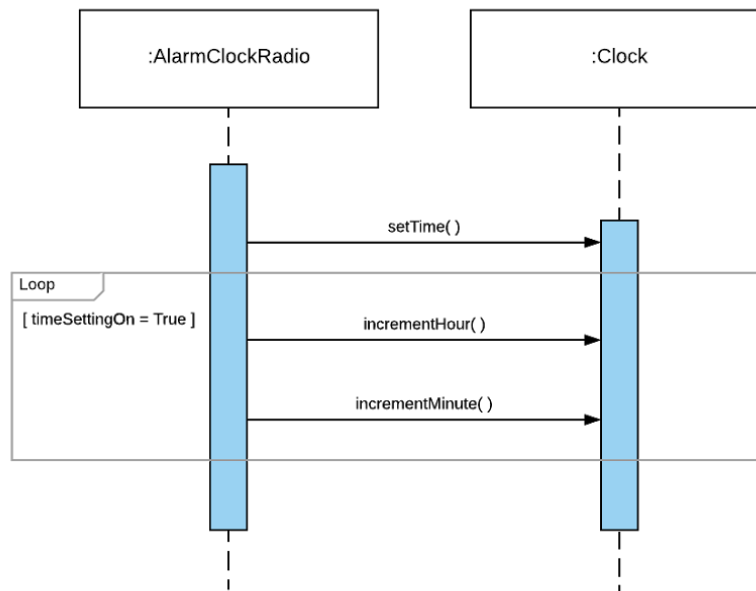 :AlarmClockRadio
:Clock
setTime( )
Loop
[ timeSettingOn = True ]
incrementHour( )
incrementMinute( )